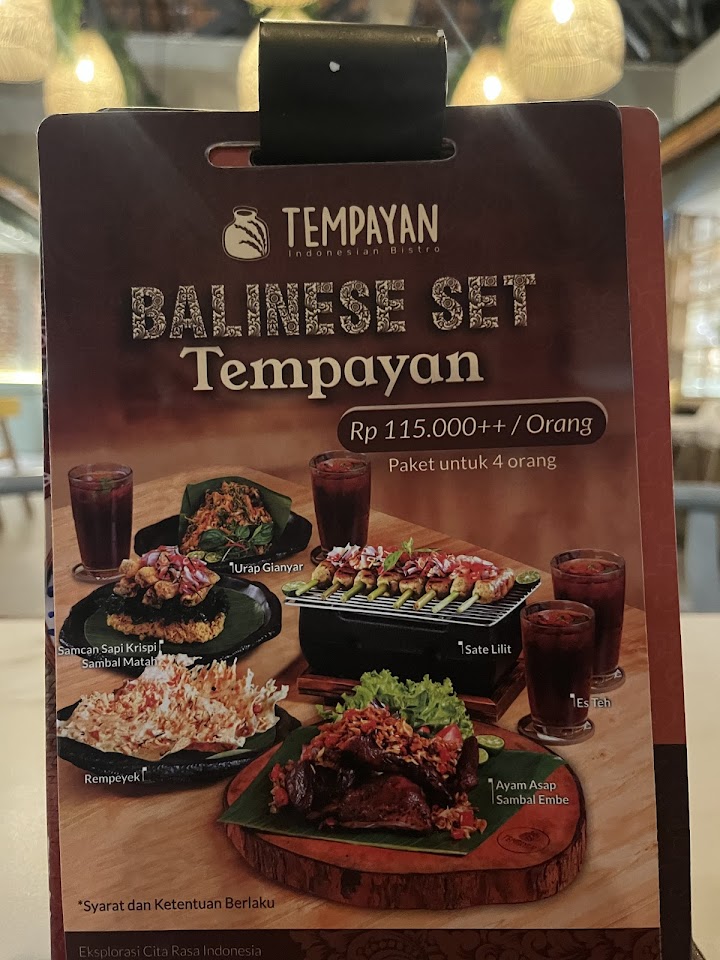 TEMPAYAN
Indonesian Bistro
BALINESE SET
Tempayan
Rp 115.000++ / Orang
Paket untuk 4 orang
Urap Gianyar
Samcan Sapi Krispi
Sambal Matah
Sate Lilit
Es Teh
Rempeyek
Ayam Asap
Sambal Embe
*Syarat dan Ketentuan Berlaku
Eksplorasi Cita Rasa Indonesia